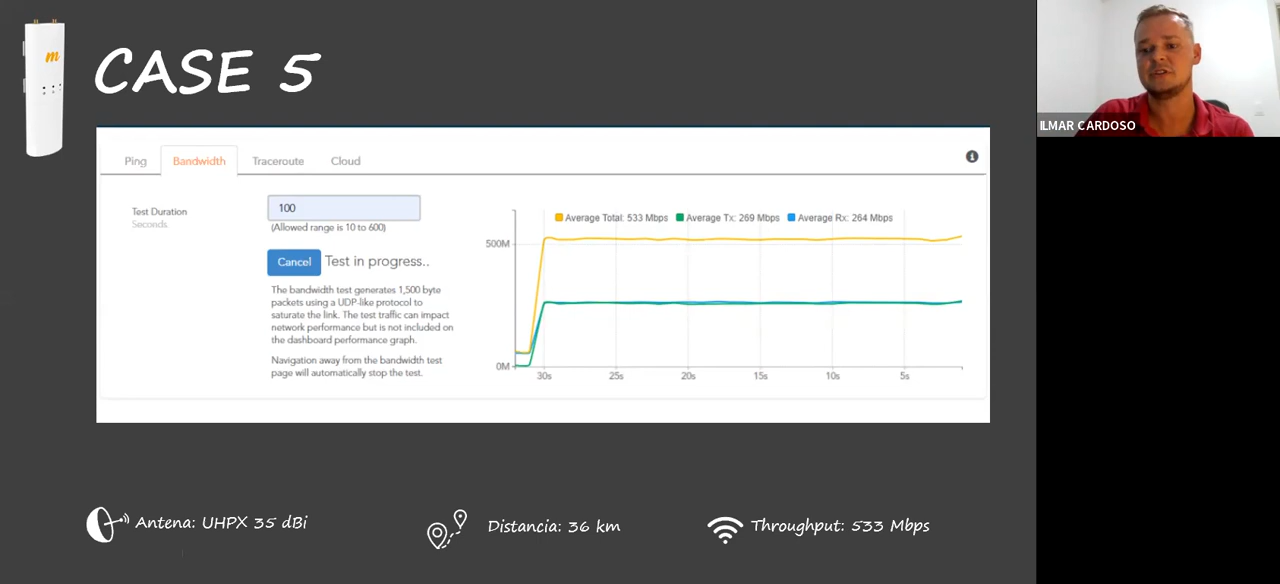 m
CASE 5
ILMAR CARDOSO
Ping
Bandwidth
Traceroute
Cloud
Test Duration
Seconds
100
(Allowed range is 10 to 600)
Cancel
Test in progress..
The bandwidth test generates 1,500 byte
packets using a UDP-like protocol to
saturate the link. The test traffic can impact
network performance but is not included on
the dashboard performance graph.
Navigation away from the bandwidth test
page will automatically stop the test.
Average Total: 533 Mbps
Average Tx: 269 Mbps
Average Rx: 264 Mbps
500M
0M
30s
25s
20s
15s
10s
5s
Antena: UHPX 35 dBi
Distancia: 36 km
Throughput: 533 Mbps